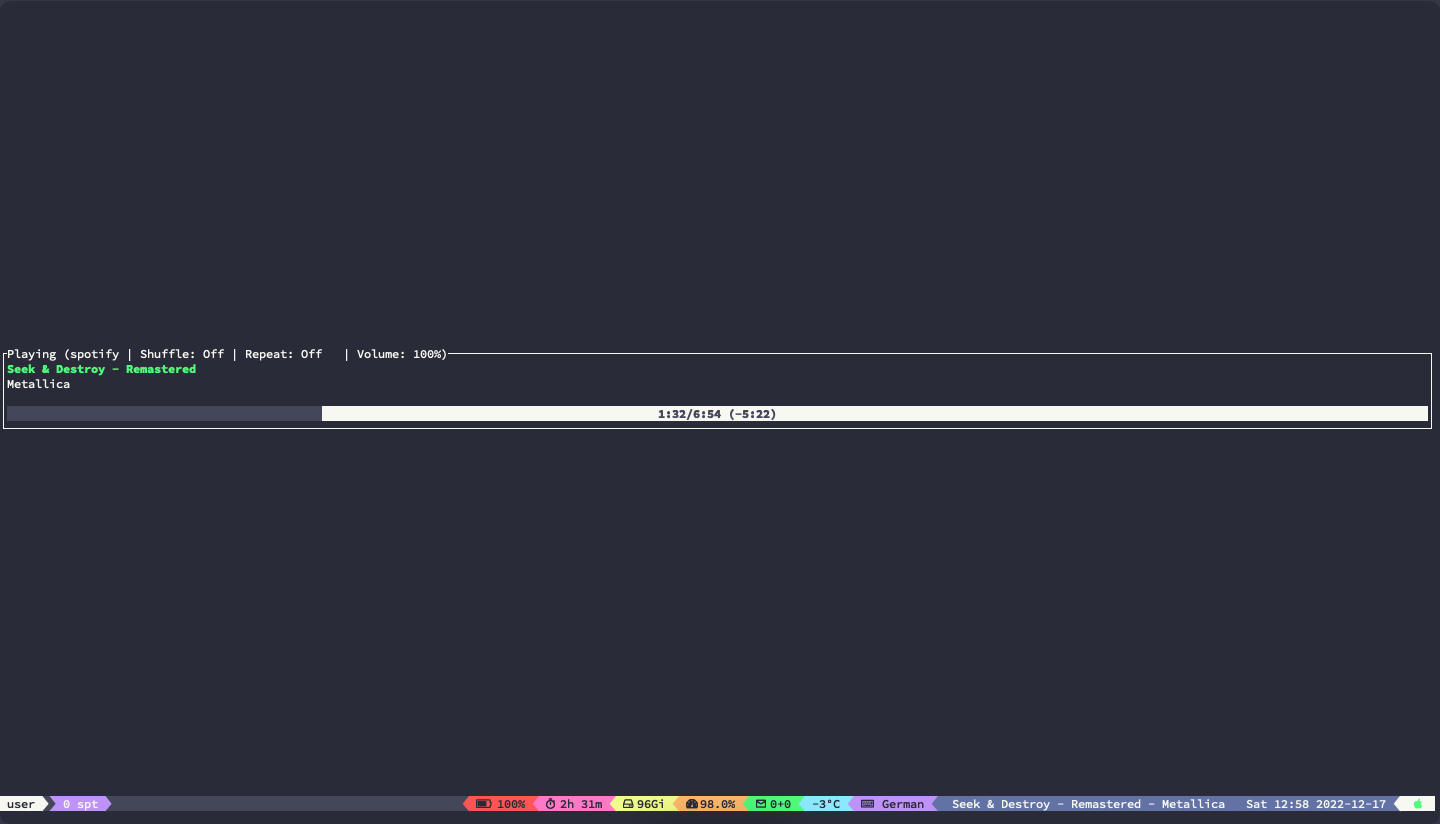 Playing (spotify | Shuffle: Off | Repeat: Off   | Volume: 100%)
Seek & Destroy - Remastered
Metallica
1:32/6:54 (-5:22)
user 0 spt 100% 2h 31m 96Gi 98.0% 0+0 -3°C German Seek & Destroy - Remastered - Metallica Sat 12:58 2022-12-17